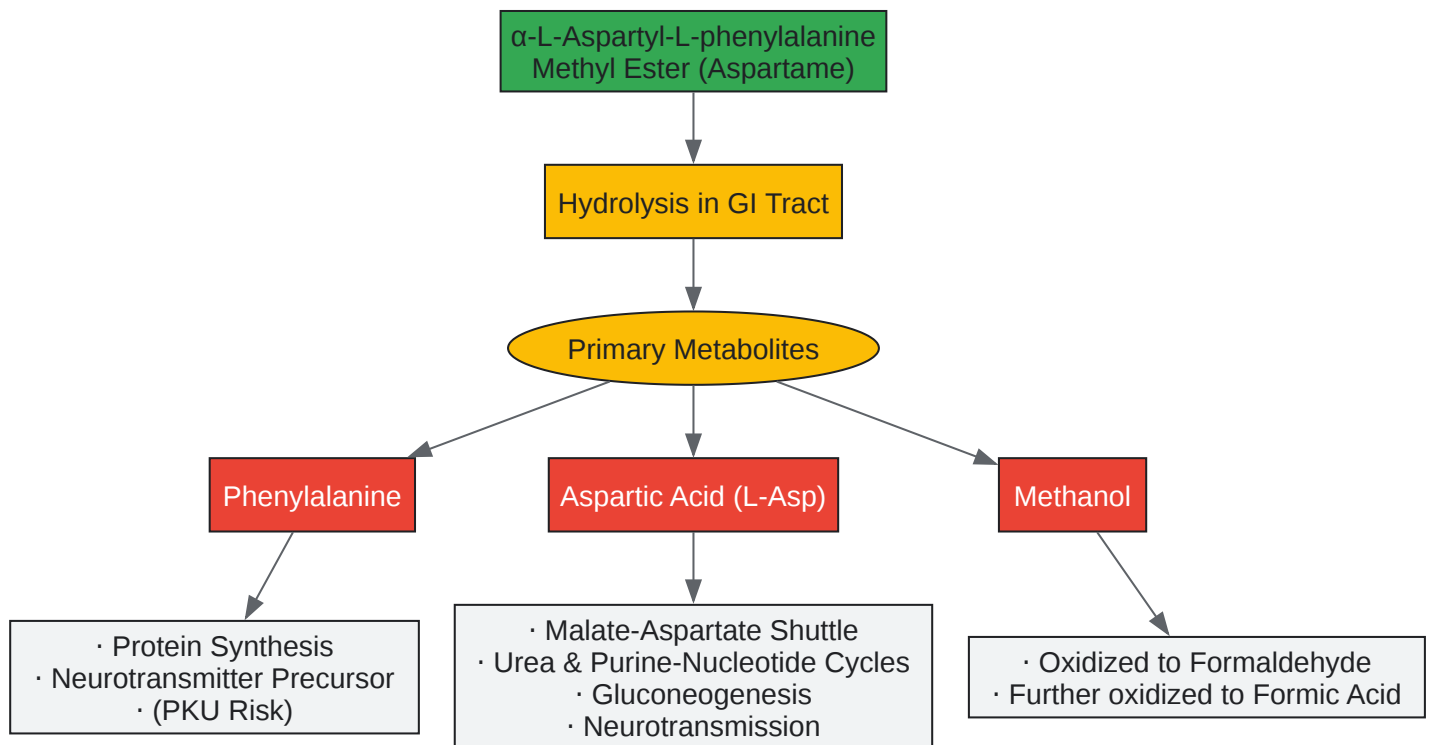 α-L-Aspartyl-L-phenylalanine
Methyl Ester (Aspartame)
Hydrolysis in GI Tract
Primary Metabolites
Phenylalanine
Aspartic Acid (L-Asp)
Methanol
· Protein Synthesis
· Neurotransmitter Precursor
· (PKU Risk)
· Malate-Aspartate Shuttle
· Urea & Purine-Nucleotide Cycles
· Gluconeogenesis
· Neurotransmission
· Oxidized to Formaldehyde
· Further oxidized to Formic Acid